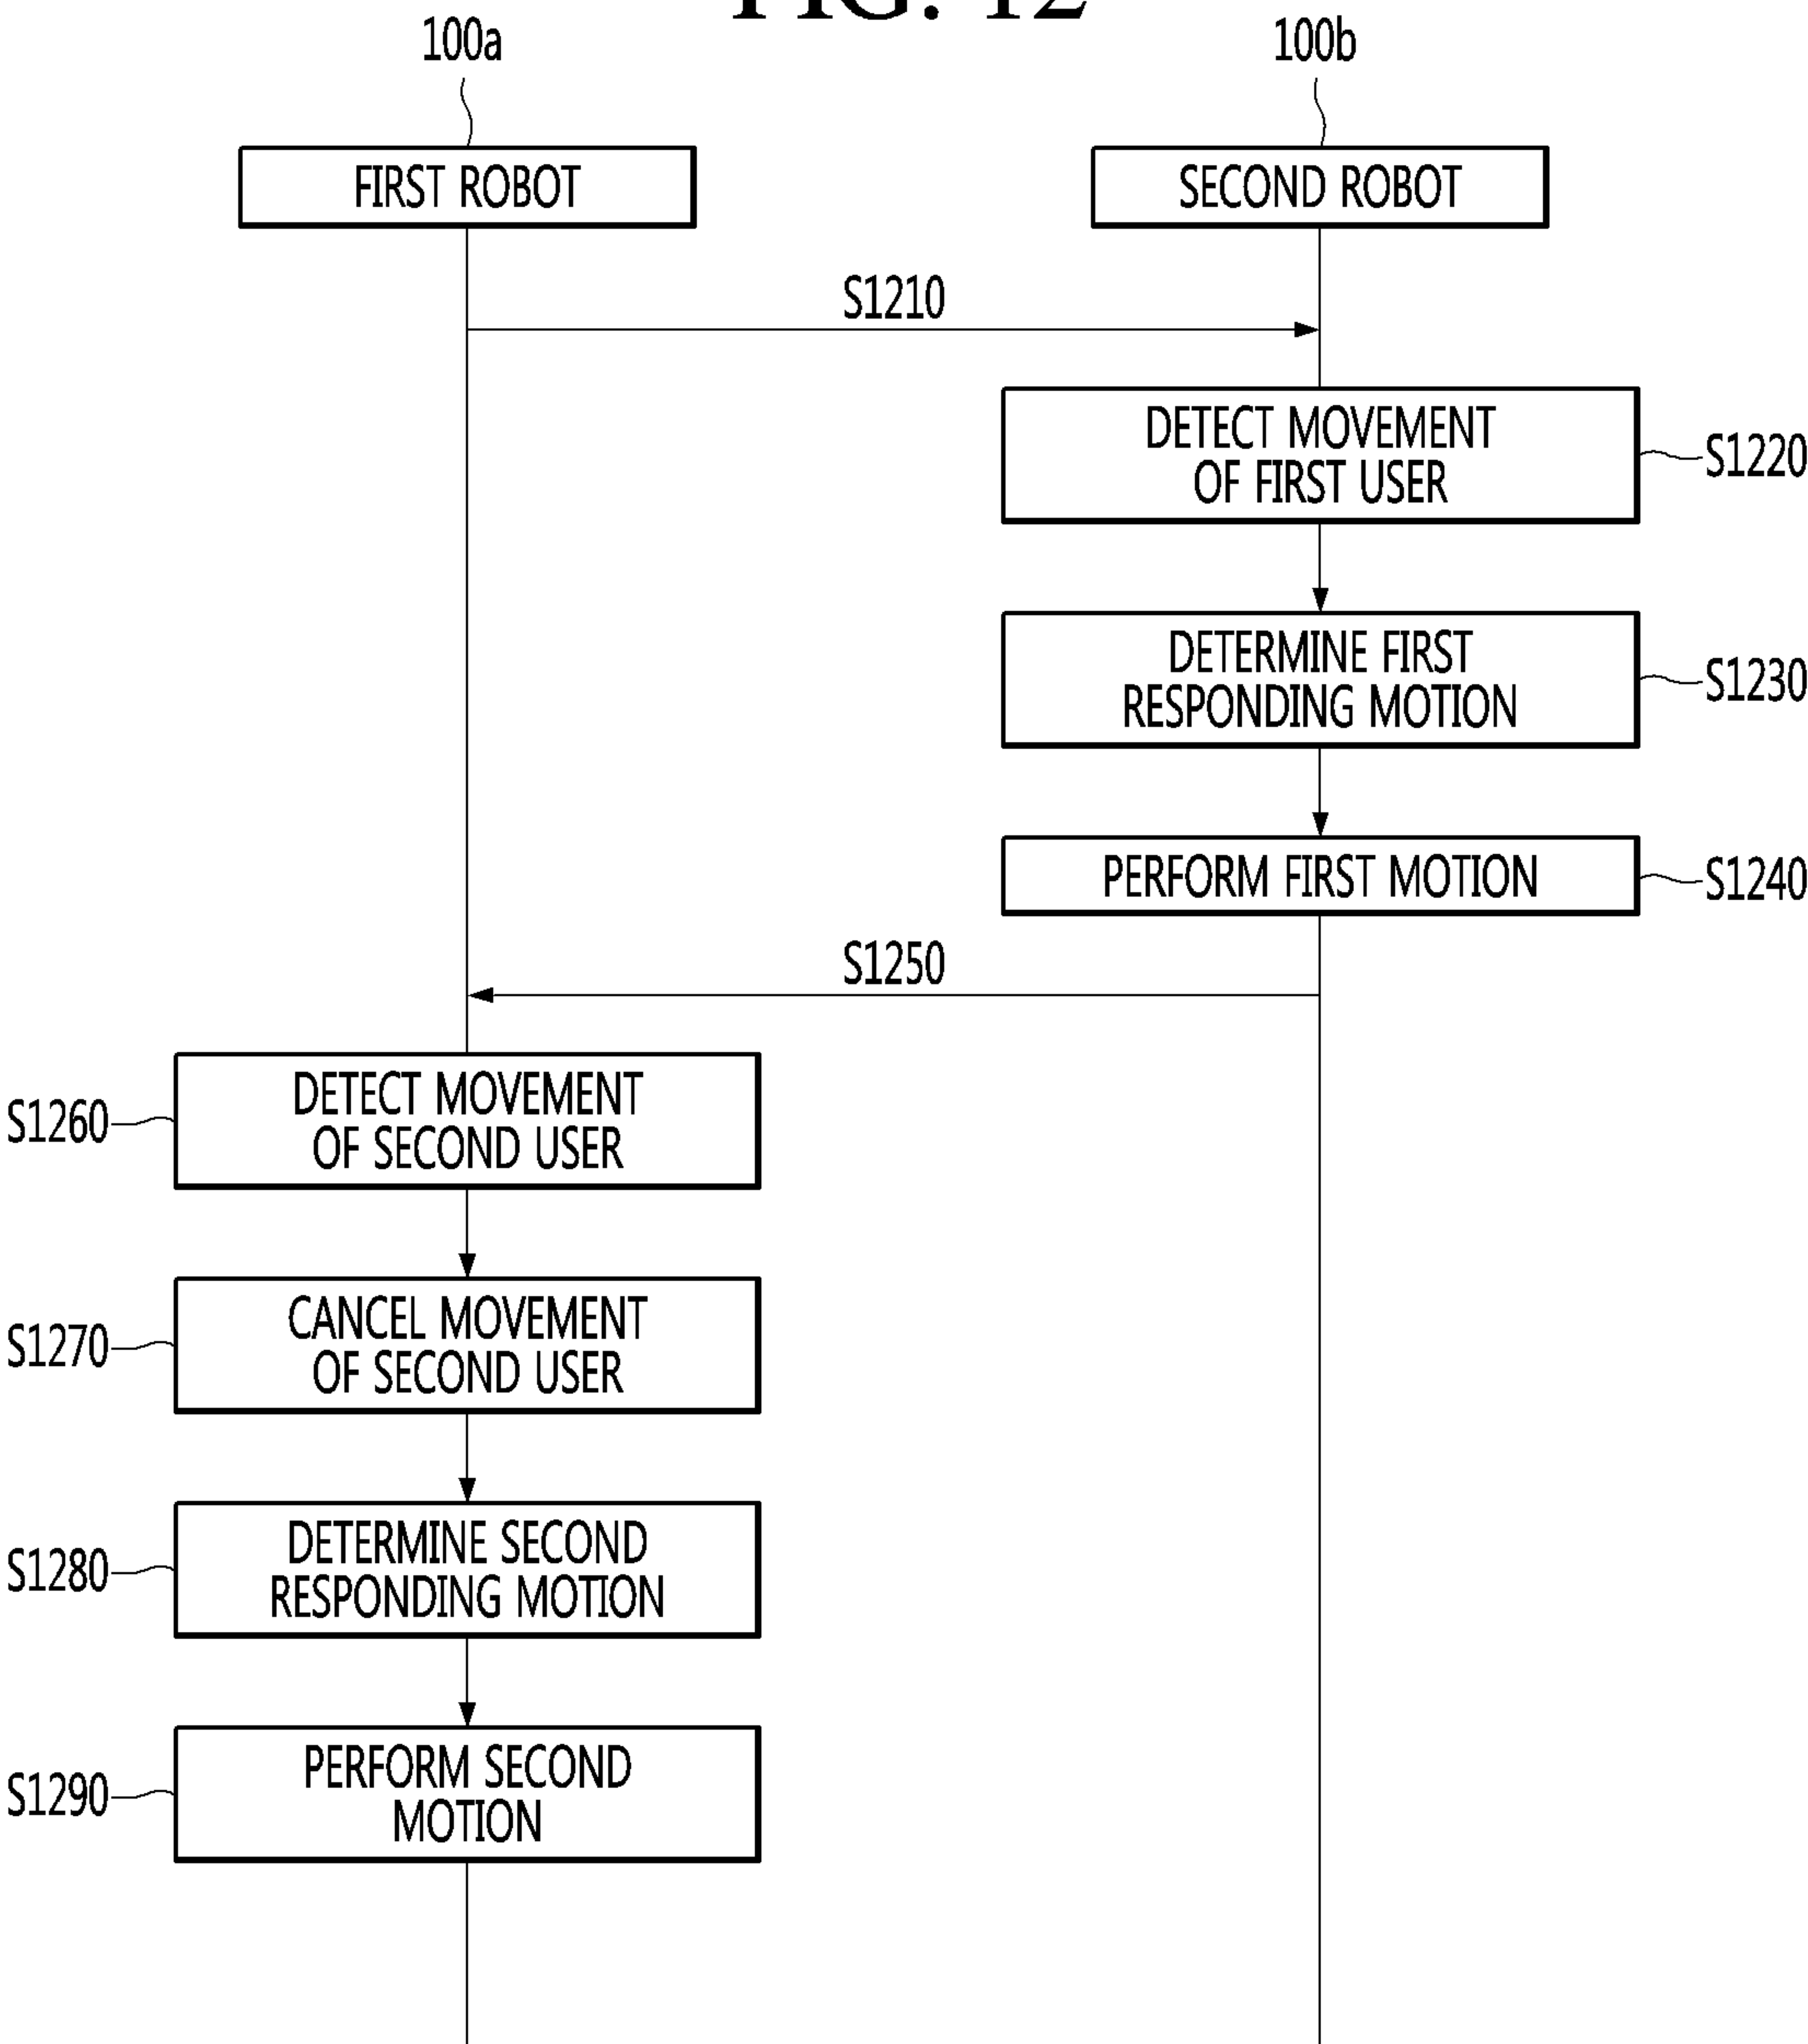 FIG. 12
100a
100b
FIRST ROBOT
SECOND ROBOT
S1210
DETECT MOVEMENT
OF FIRST USER
S1220
DETERMINE FIRST
RESPONDING MOTION
S1230
PERFORM FIRST MOTION
S1240
S1250
DETECT MOVEMENT
OF SECOND USER
S1260
CANCEL MOVEMENT
OF SECOND USER
S1270
DETERMINE SECOND
RESPONDING MOTION
S1280
PERFORM SECOND
MOTION
S1290